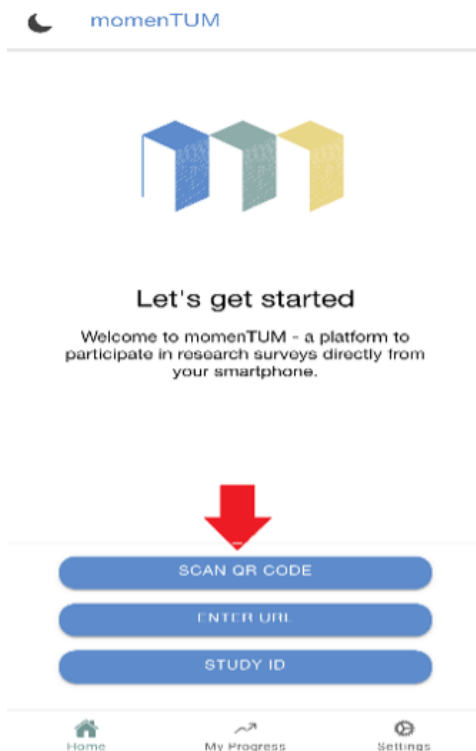 momenTUM
Let's get started
Welcome to momenTUM - a platform to
participate in research surveys directly from
your smartphone.
SCAN QR CODE
ENTER URL
STUDY ID
Home
My Progress
Settings